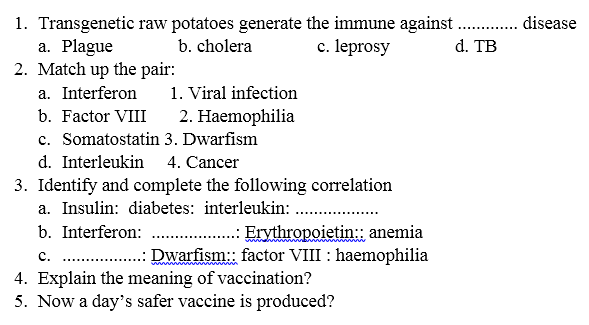 1. Transgenetic raw potatoes generate the immune against ............. disease
a. Plague b. cholera c. leprosy d. TB
2. Match up the pair:
a. Interferon 1. Viral infection
b. Factor VIII 2. Haemophilia
c. Somatostatin 3. Dwarfism
d. Interleukin 4. Cancer
3. Identify and complete the following correlation
a. Insulin: diabetes: interleukin: ..................
b. Interferon: .................: Erythropoietin:: anemia
c. .................: Dwarfism:: factor VIII : haemophilia
4. Explain the meaning of vaccination?
5. Now a day's safer vaccine is produced?